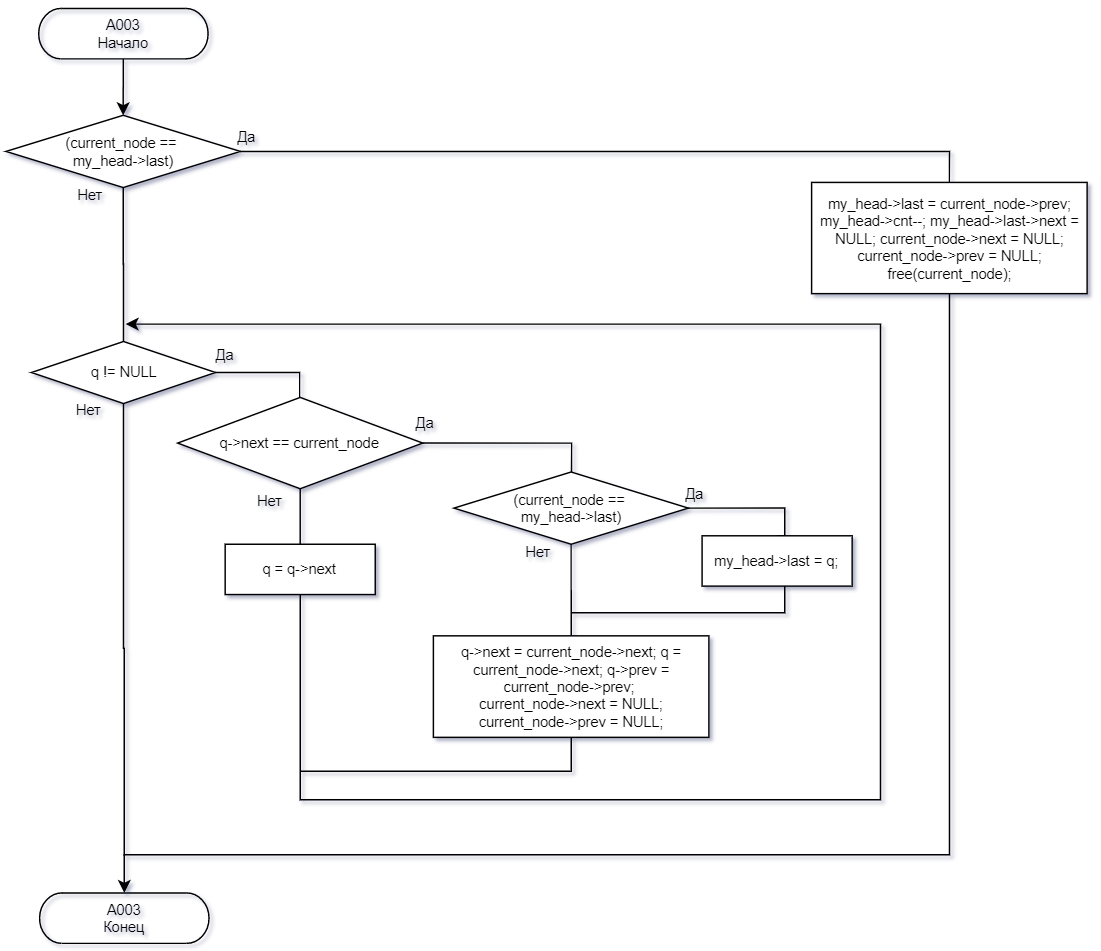 A003
Начало
(current_node ==
my_head->last)
Да
Нет
my_head->last = current_node->prev;
my_head->cnt--; my_head->last->next =
NULL; current_node->next = NULL;
current_node->prev = NULL;
free(current_node);
q != NULL
Да
Нет
q->next == current_node
Да
Нет
(current_node ==
my_head->last)
Да
Нет
my_head->last = q;
q = q->next
q->next = current_node->next; q =
current_node->next; q->prev =
current_node->prev;
current_node->next = NULL;
current_node->prev = NULL;
A003
Конец